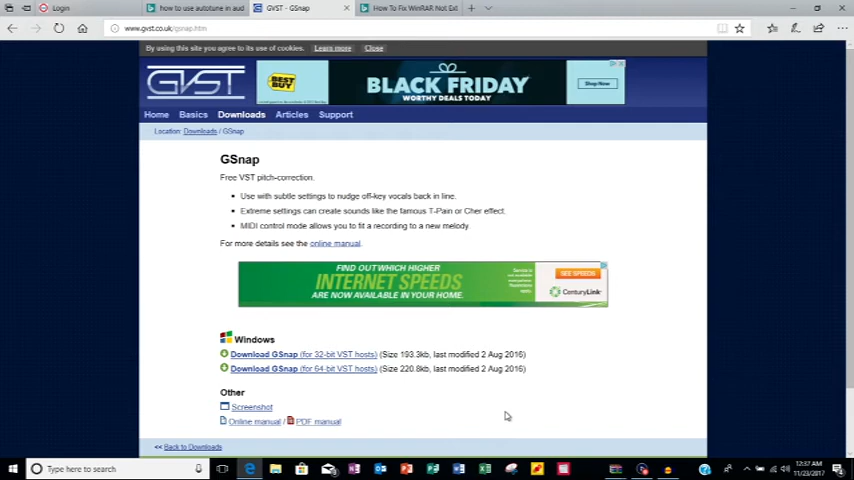 Login
how to use autotune in aud
GVST - GSnap
How To Fix WinRAR Not Ext
www.gvst.co.uk/gsnap.htm
By using this site you agree to its use of cookies. Learn more Close
GVST
BEST BUY
BLACK FRIDAY
WORTHY DEALS TODAY
Shop Now
Home Basics Downloads Articles Support
Location: Downloads / GSnap
GSnap
Free VST pitch-correction.
Use with subtle settings to nudge off-key vocals back in line.
Extreme settings can create sounds like the famous T-Pain or Cher effect.
MIDI control mode allows you to fit a recording to a new melody.
For more details see the online manual.
FIND OUT WHICH HIGHER
INTERNET SPEEDS
ARE NOW AVAILABLE IN YOUR HOME.
Service is
not available
everywhere.
SEE SPEEDS
CenturyLink
Windows
Download GSnap (for 32-bit VST hosts) (Size 193.3kb, last modified 2 Aug 2016)
Download GSnap (for 64-bit VST hosts) (Size 220.8kb, last modified 2 Aug 2016)
Other
Screenshot
Online manual / PDF manual
<< Back to Downloads
Type here to search
12:37 AM
11/23/2017